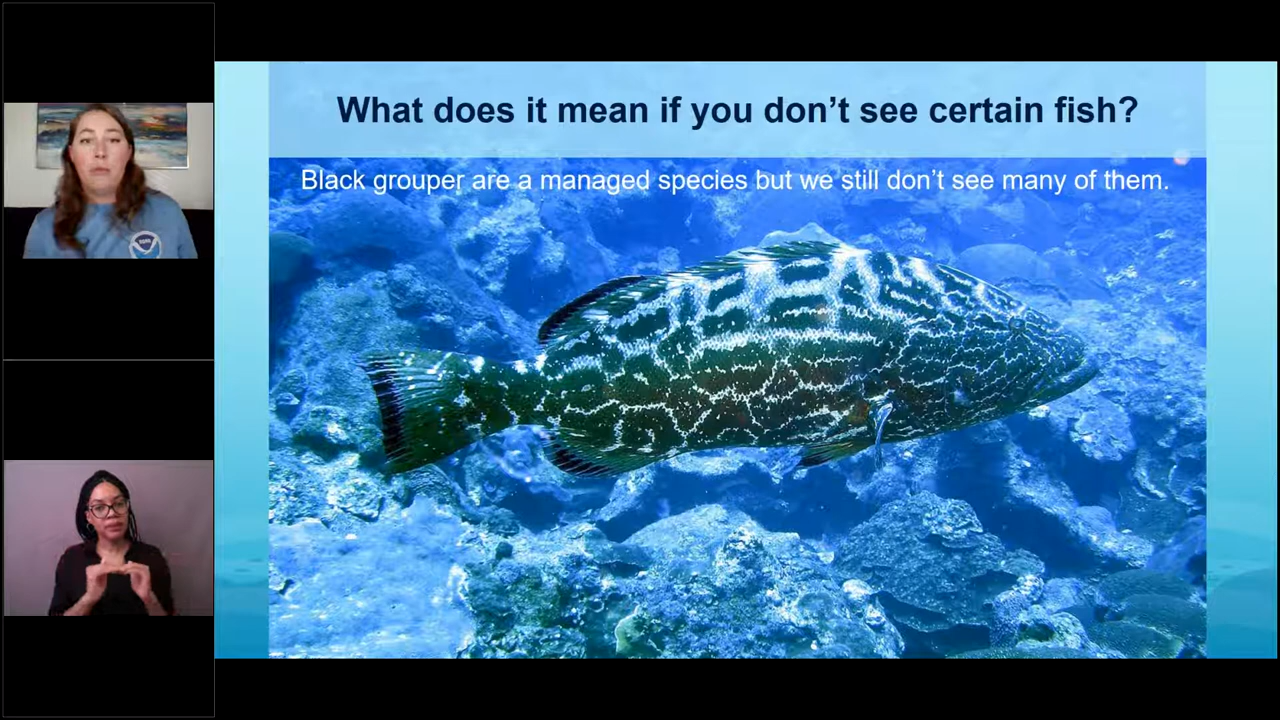 What does it mean if you don’t see certain fish?
Black grouper are a managed species but we still don’t see many of them.